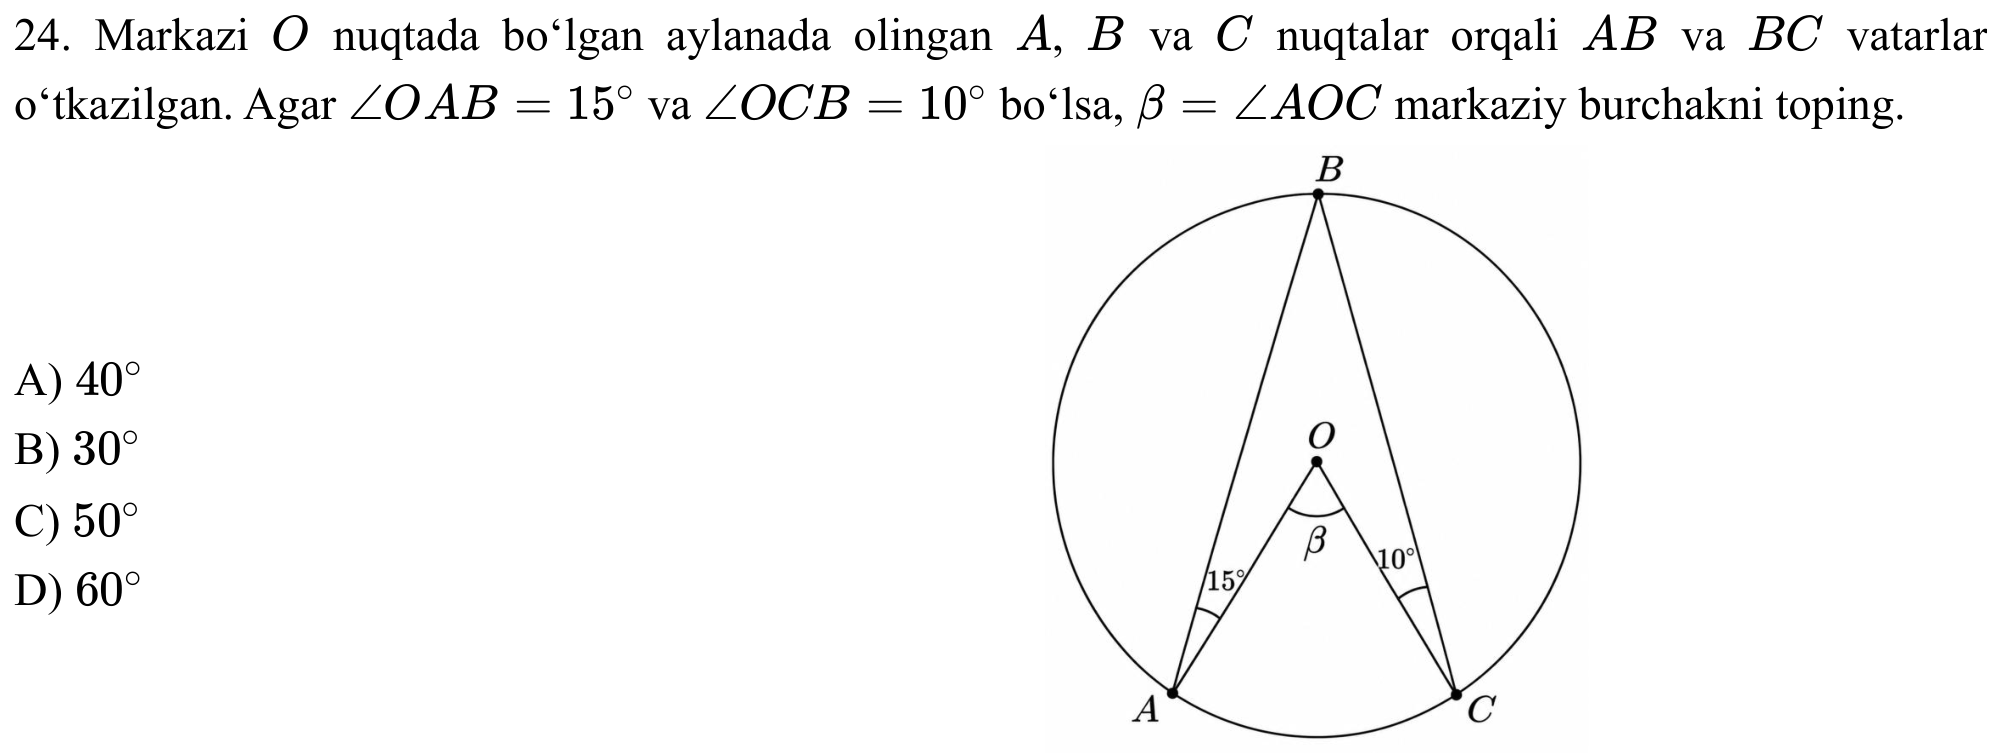 24. Markazi O nuqtada bo‘lgan aylanada olingan A, B va C nuqtalar orqali AB va BC vatarlar
o‘tkazilgan. Agar ∠OAB = 15° va ∠OCB = 10° bo‘lsa, β = ∠AOC markaziy burchakni toping.
B
A) 40°
O
B) 30°
C) 50°
β
10°
15°
D) 60°
A
C